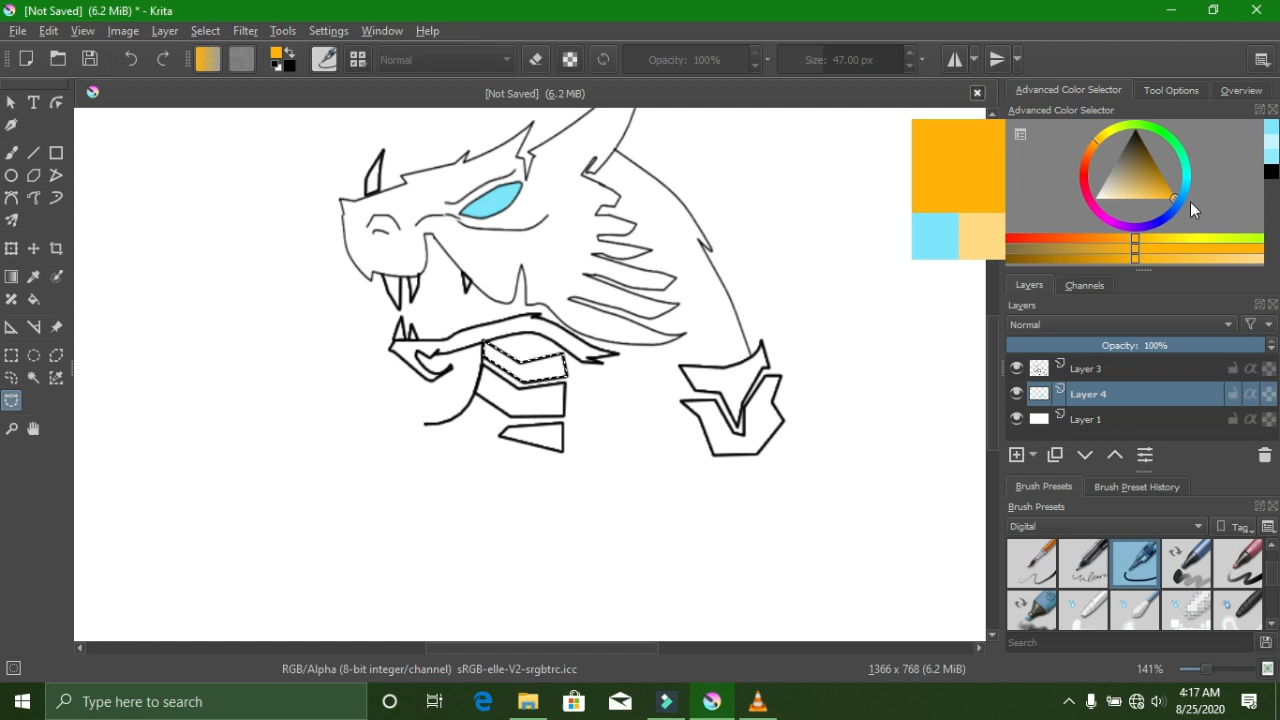 [Not Saved] (6.2 MiB) * - Krita
File Edit View Image Layer Select Filter Tools Settings Window Help
Normal Opacity: 100% Size: 47.00 px
[Not Saved] (6.2 MiB)
Advanced Color Selector Tool Options Overview
Advanced Color Selector
Layers Channels
Layers
Normal
Opacity: 100%
Layer 3
Layer 4
Layer 1
Brush Presets Brush Preset History
Brush Presets
Digital Tag
Search
RGB/Alpha (8-bit integer/channel) sRGB-elle-V2-srgbtrc.icc 1366 x 768 (6.2 MiB) 141%
Type here to search
4:17 AM
8/25/2020